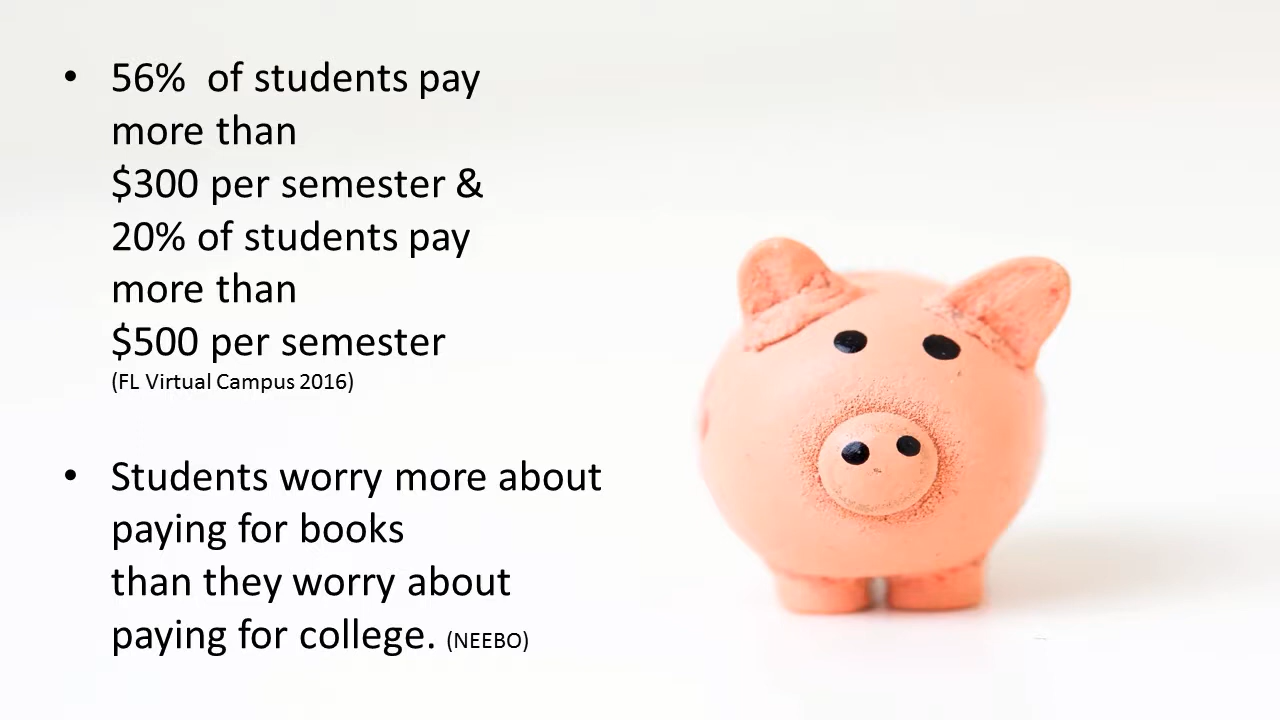 • 56%  of students pay
more than
$300 per semester &
20% of students pay
more than
$500 per semester
(FL Virtual Campus 2016)
• Students worry more about
paying for books
than they worry about
paying for college. (NEEBO)